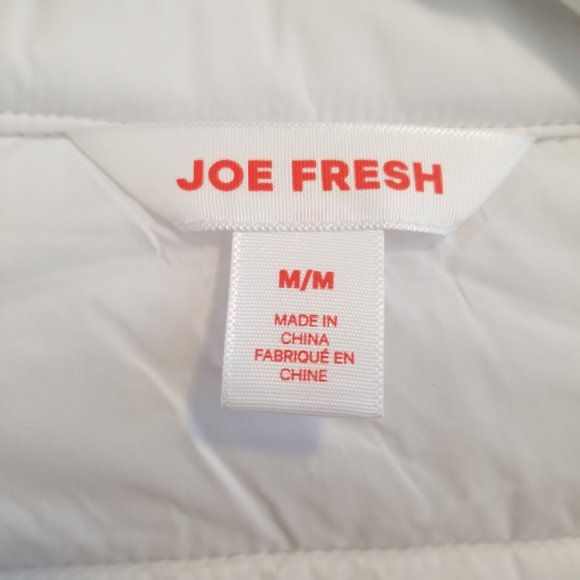 JOE FRESH
M/M
MADE IN
CHINA
FABRIQUÉ EN
CHINE